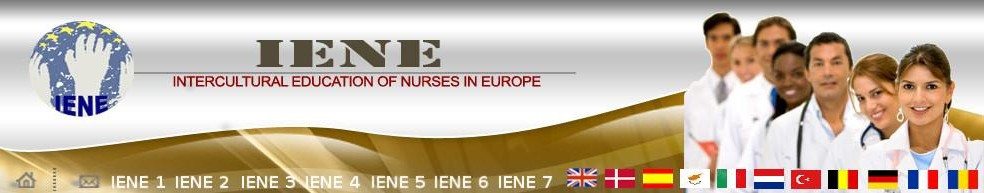 IENE
INTERCULTURAL EDUCATION OF NURSES IN EUROPE
IENE
IENE 1 IENE 2 IENE 3 IENE 4 IENE 5 IENE 6 IENE 7